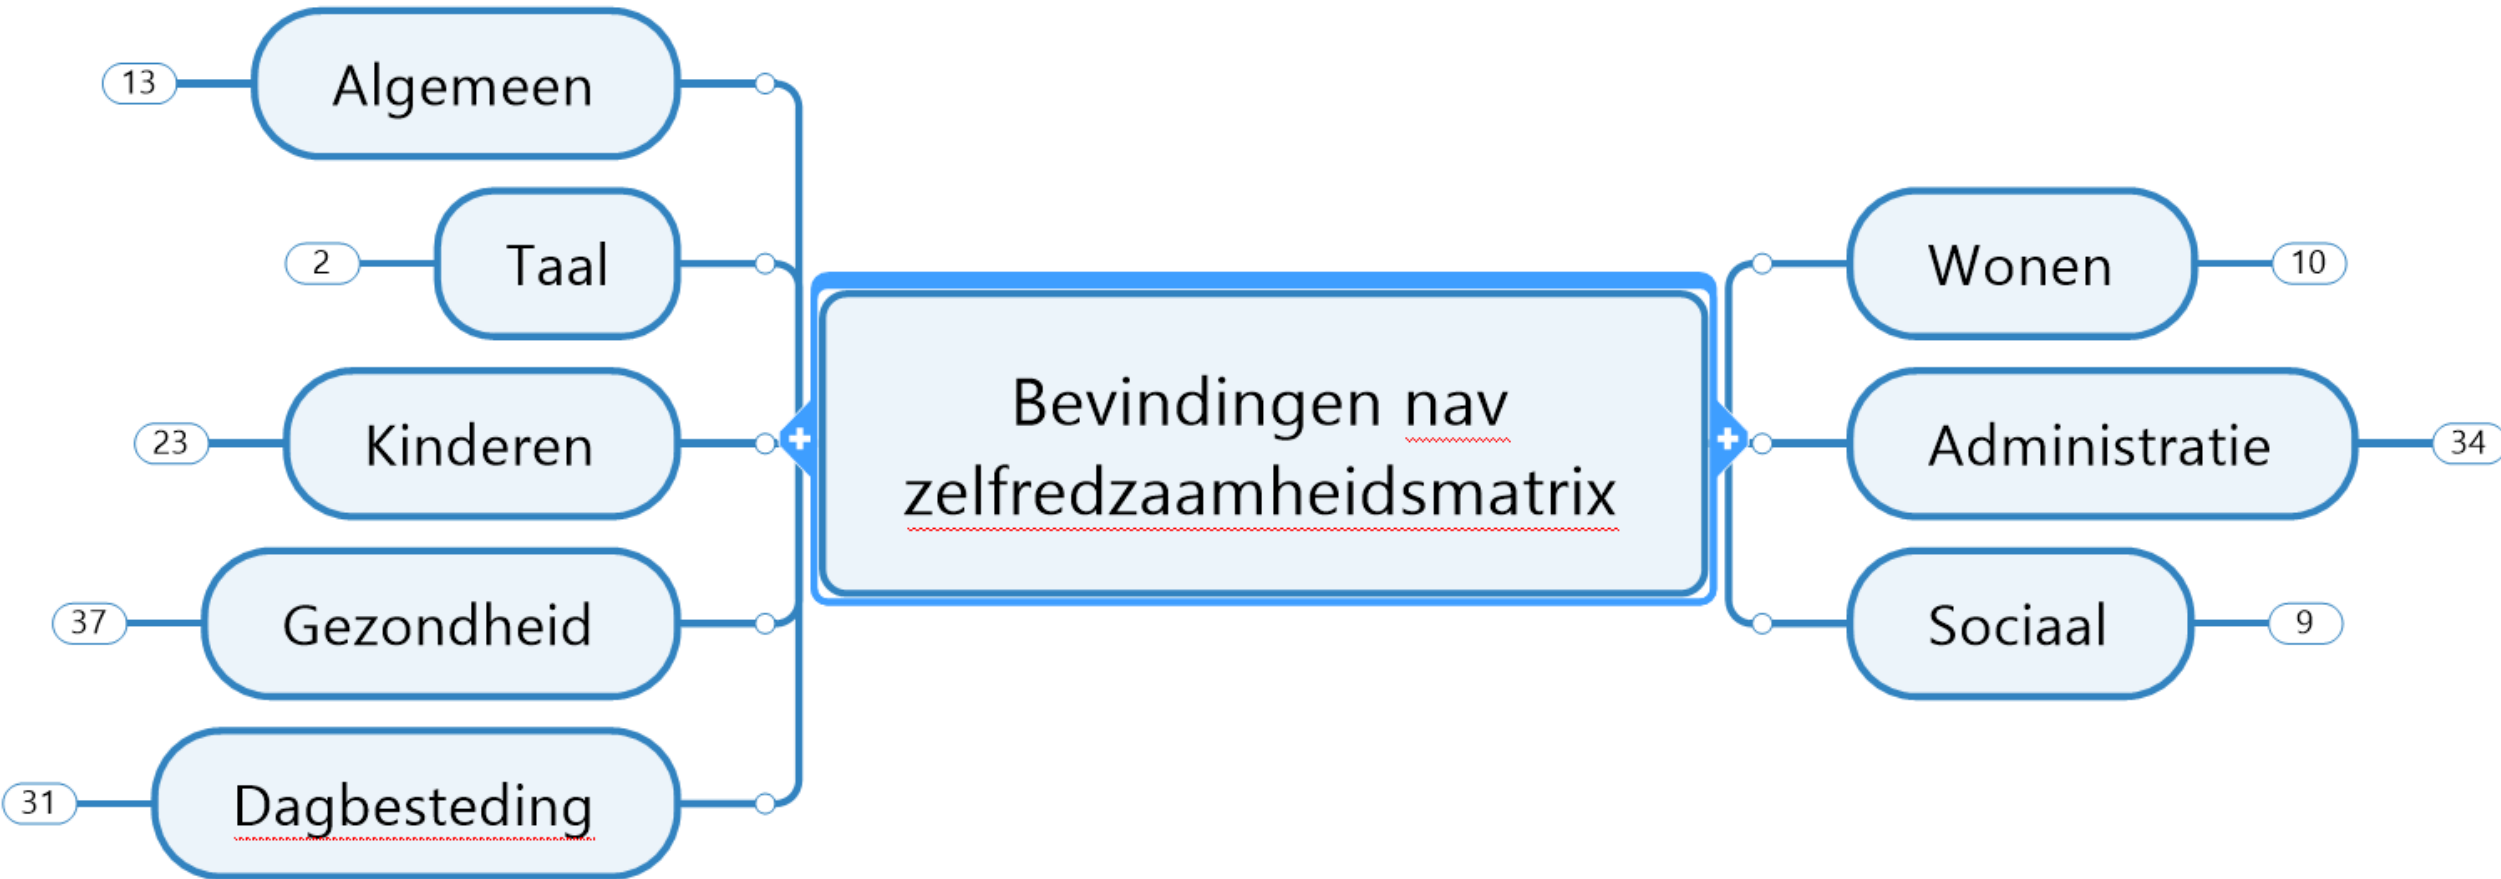 13
Algemeen
2
Taal
23
Kinderen
37
Gezondheid
31
Dagbesteding
Bevindingen nav
zelfredzaamheidsmatrix
Wonen
10
Administratie
34
Sociaal
9